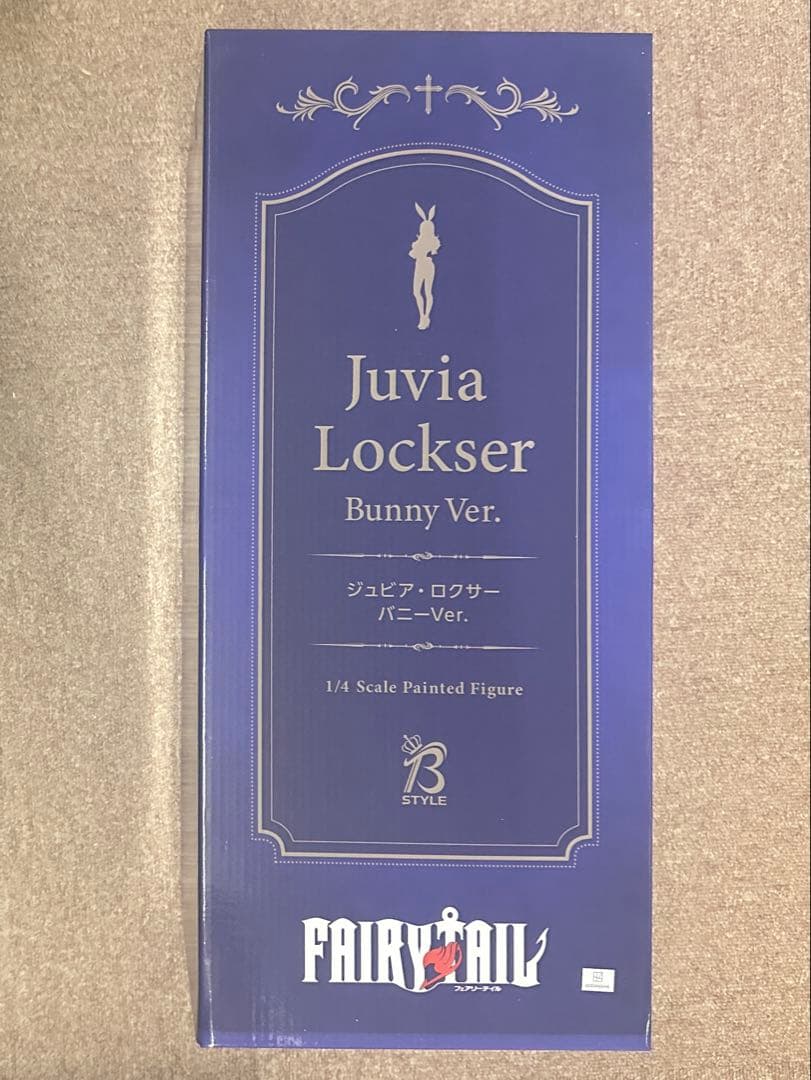 Juvia
Lockser
Bunny Ver.
ジュビア・ロクサー
バニーVer.
1/4 Scale Painted Figure
B
STYLE
FAIRY TAIL
フェアリーテイル